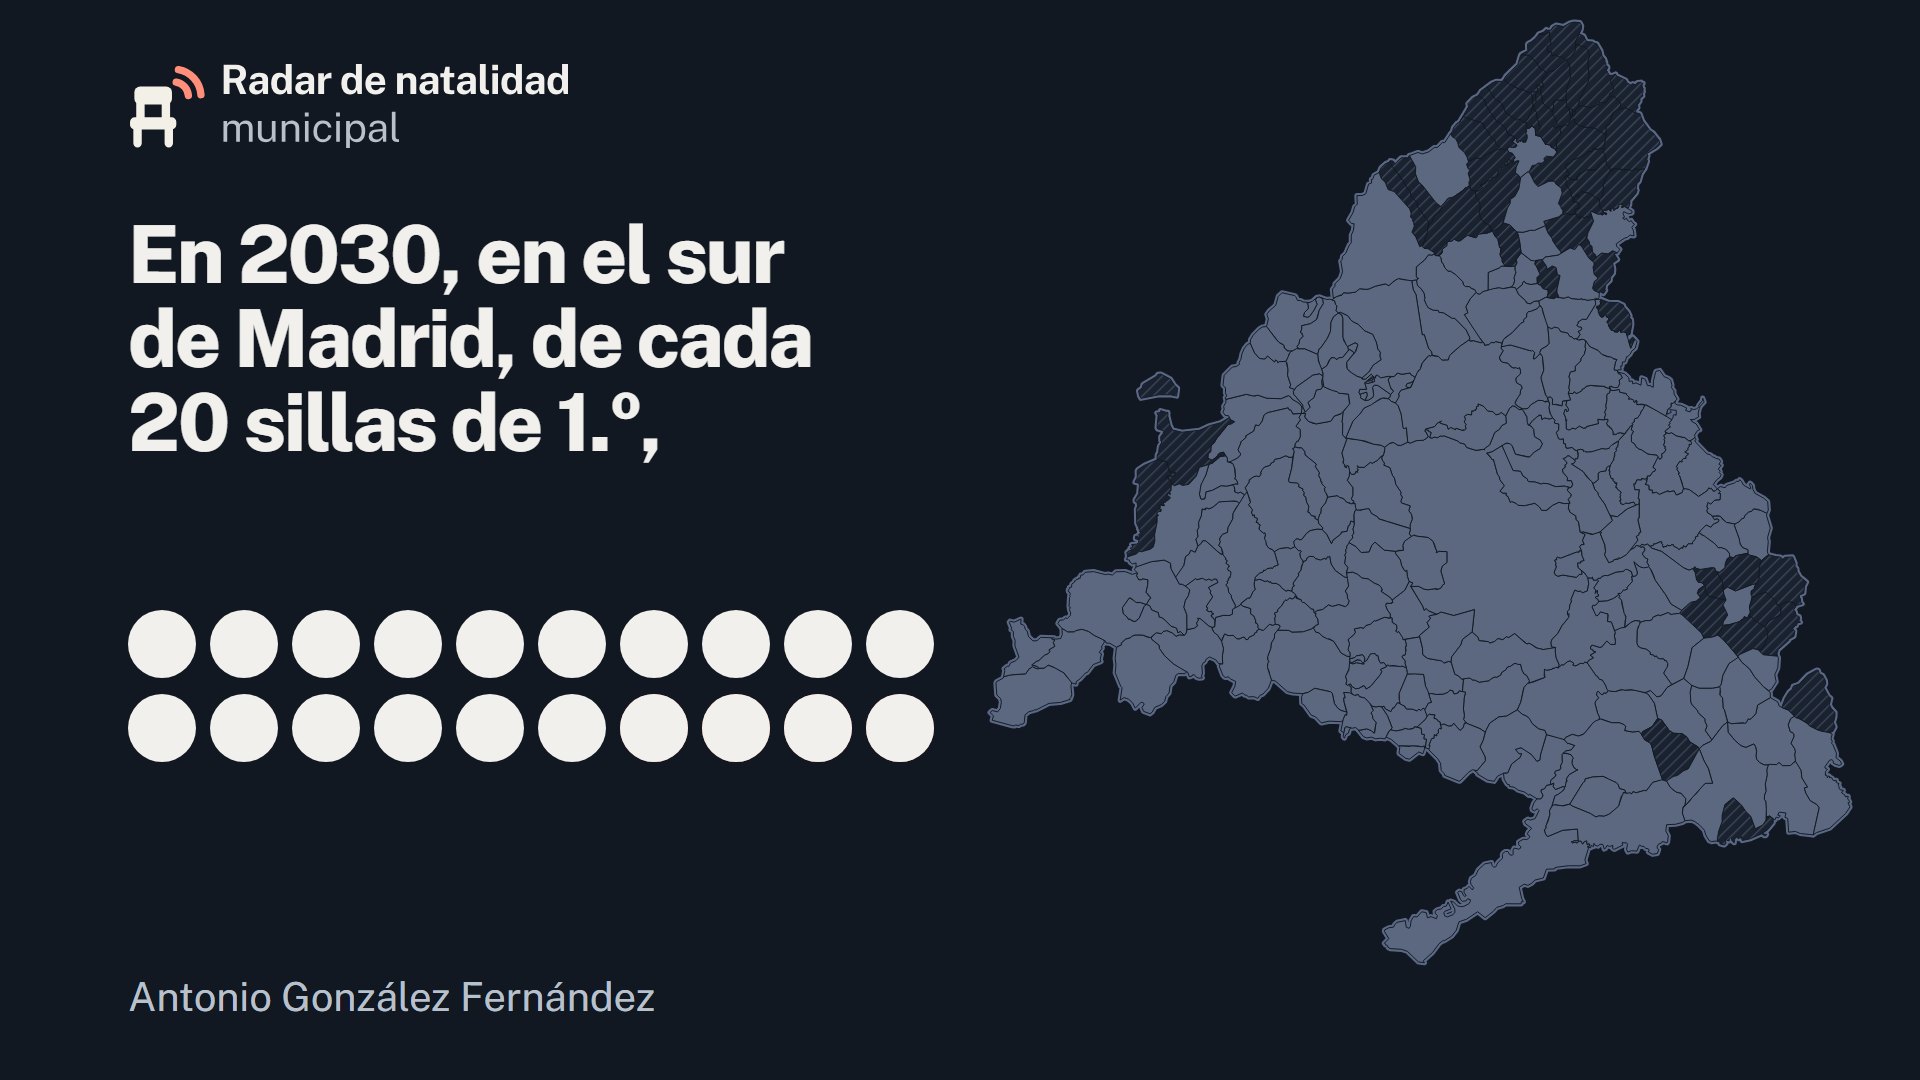 Radar de natalidad
municipal
En 2030, en el sur
de Madrid, de cada
20 sillas de 1.º,
Antonio González Fernández